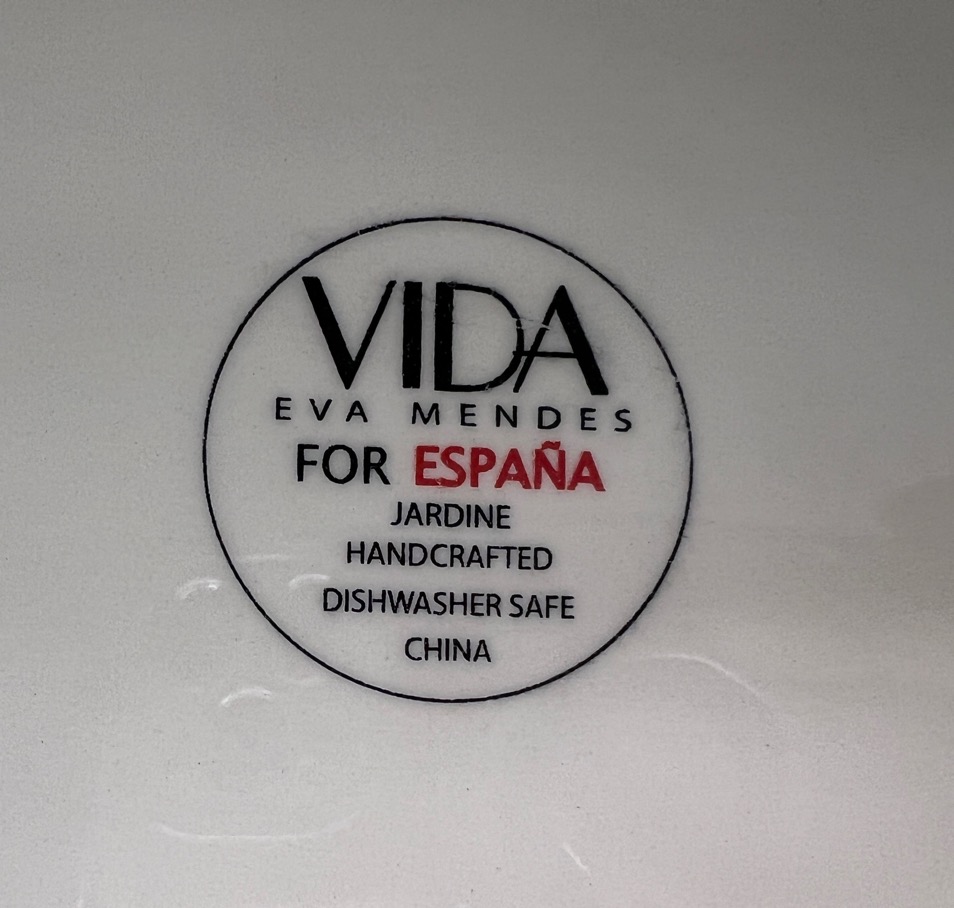 VIDA
EVA MENDES
FOR ESPAÑA
JARDINE
HANDCRAFTED
DISHWASHER SAFE
CHINA